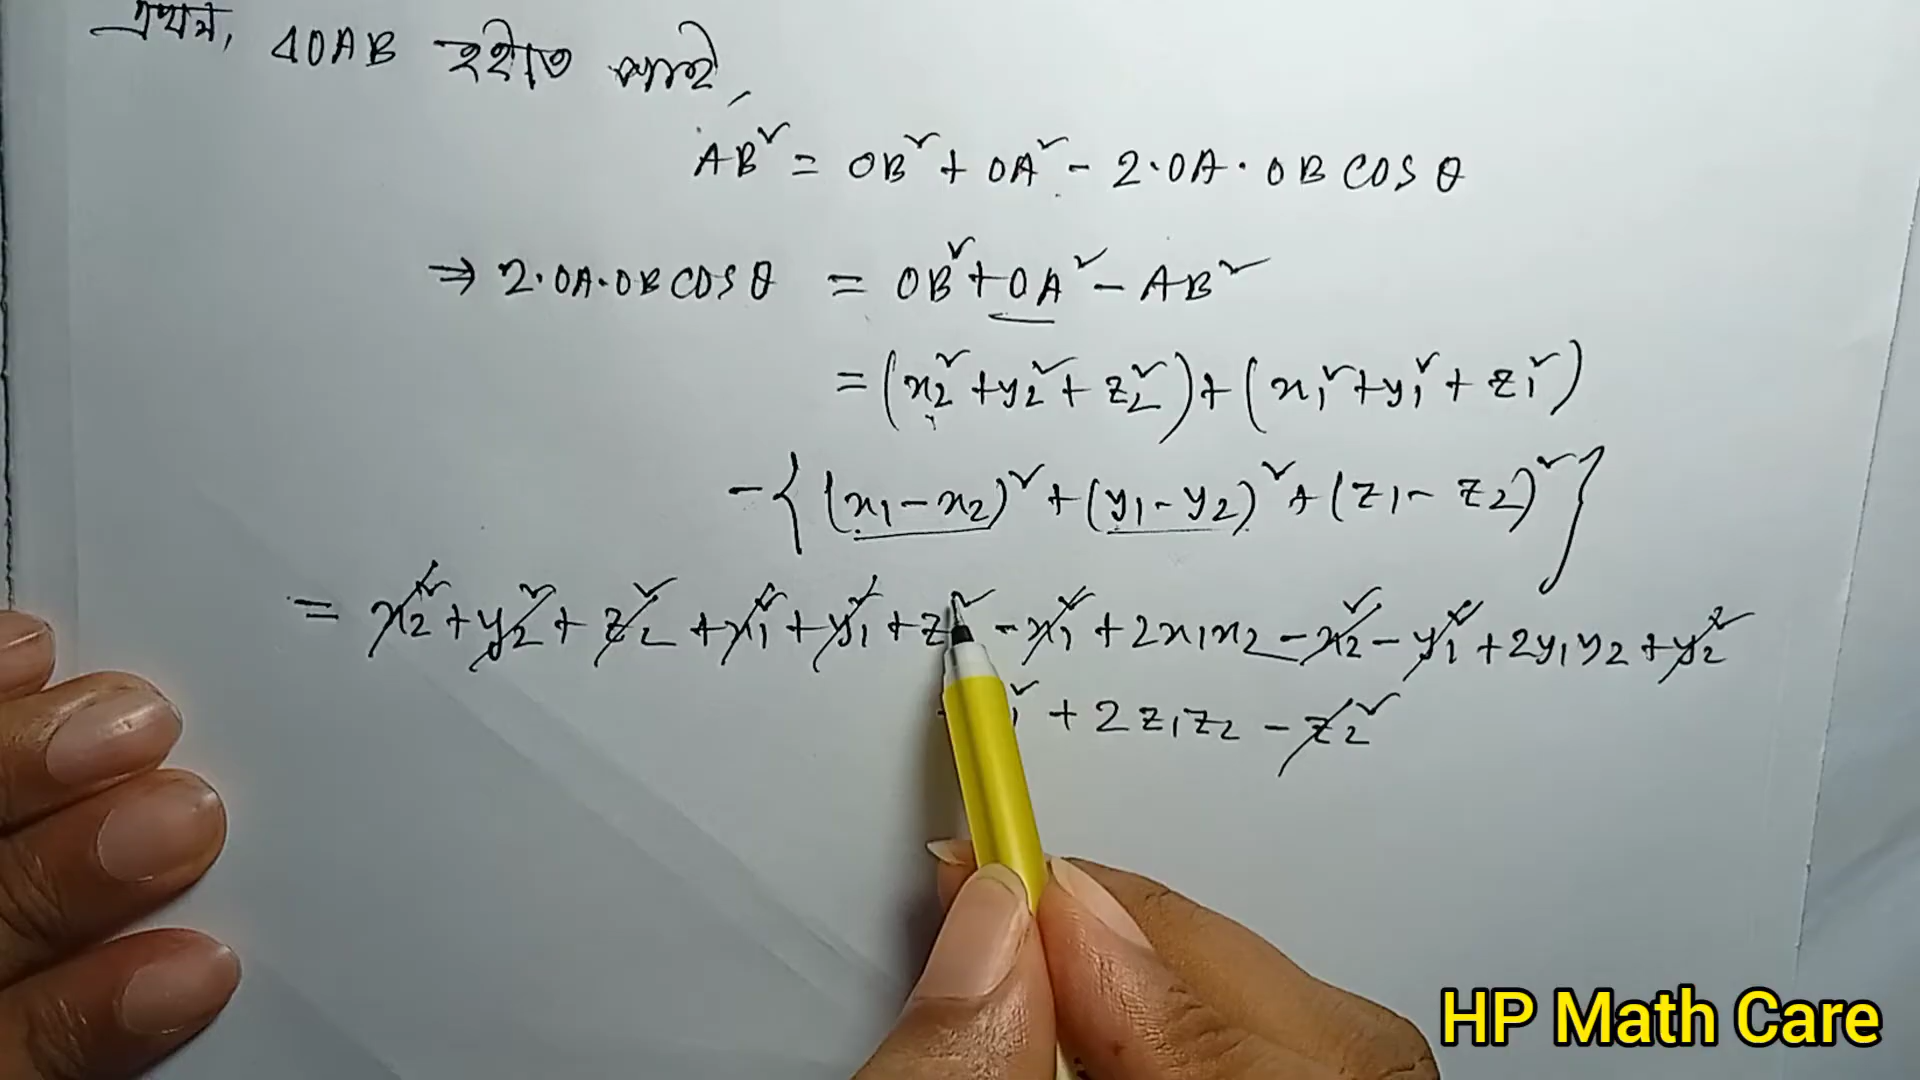 এখন, ΔOAB হইতে পাই,
AB² = OB² + OA² - 2·OA·OB COS θ
⇒ 2·OA·OB COS θ = OB² + OA² - AB²
= (x₂² + y₂² + z₂²) + (x₁² + y₁² + z₁²)
- {(x₁ - x₂)² + (y₁ - y₂)² + (z₁ - z₂)²}
= x₂² + y₂² + z₂² + x₁² + y₁² + z² - x₁² + 2x₁x₂ - x₂² - y₁² + 2y₁y₂ + y₂²
+ 2z₁z₂ - z₂²
HP Math Care